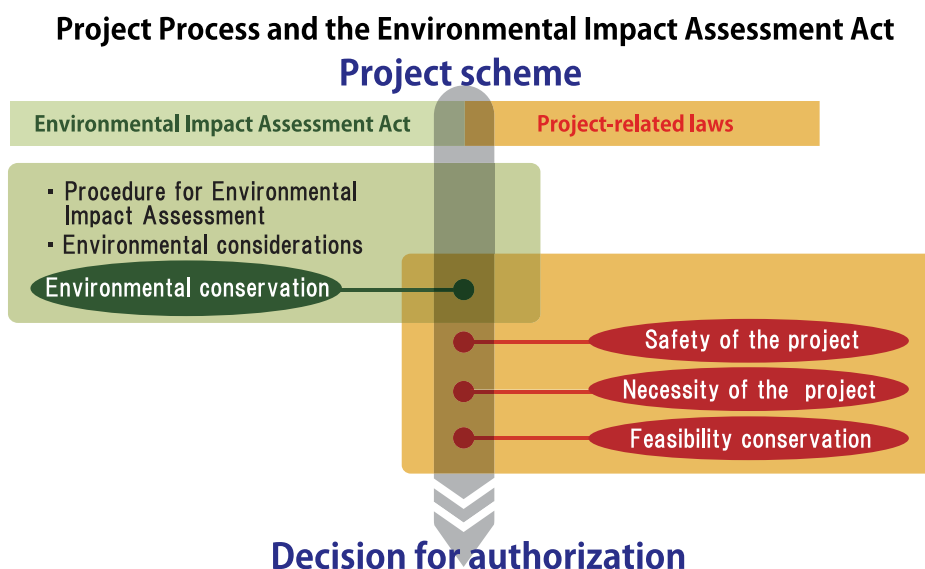 Project Process and the Environmental Impact Assessment Act
Project scheme
Environmental Impact Assessment Act
Project-related laws
・Procedure for Environmental
Impact Assessment
・Environmental considerations
Environmental conservation
Safety of the project
Necessity of the project
Feasibility conservation
Decision for authorization